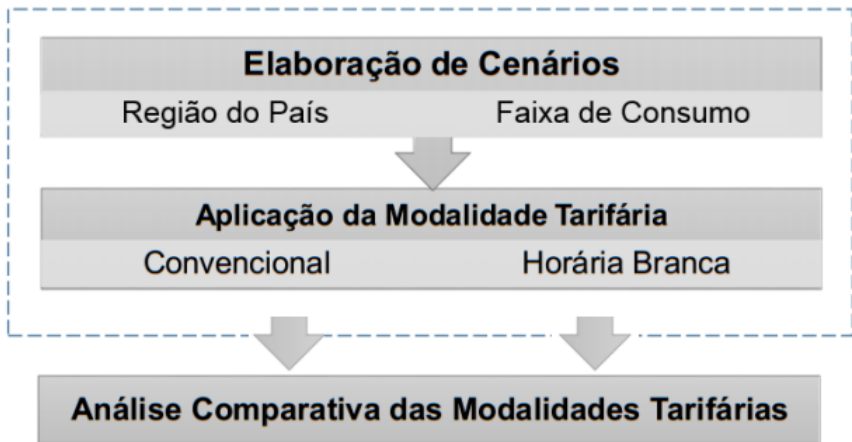 Elaboração de Cenários
Região do País Faixa de Consumo
Aplicação da Modalidade Tarifária
Convencional Horária Branca
Análise Comparativa das Modalidades Tarifárias